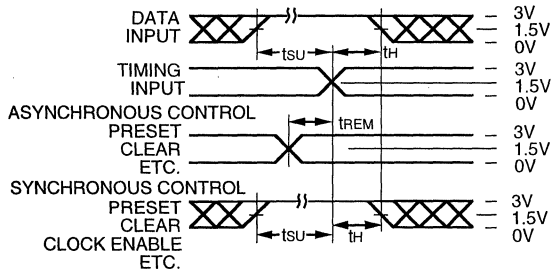 DATA
INPUT
tSU
tH
3V
1.5V
0V
TIMING
INPUT
3V
1.5V
0V
ASYNCHRONOUS CONTROL
PRESET
CLEAR
ETC.
tREM
3V
1.5V
0V
SYNCHRONOUS CONTROL
PRESET
CLEAR
CLOCK ENABLE
ETC.
tSU
tH
3V
1.5V
0V